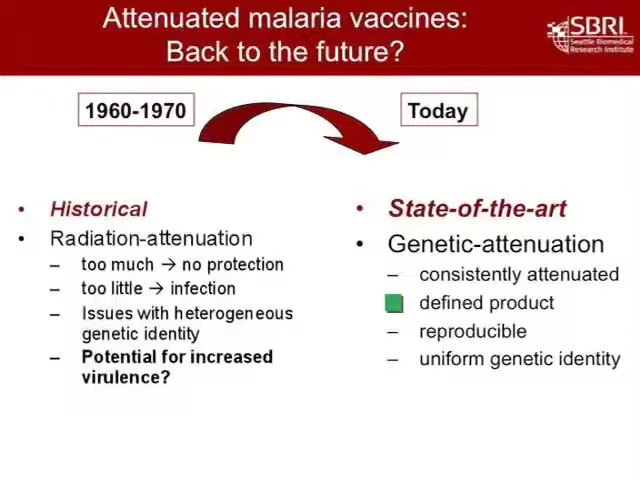 Attenuated malaria vaccines:
Back to the future?
SBRI
Seattle Biomedical
Research Institute
1960-1970
Today
• Historical
• Radiation-attenuation
– too much → no protection
– too little → infection
– Issues with heterogeneous
genetic identity
– Potential for increased
virulence?
• State-of-the-art
• Genetic-attenuation
– consistently attenuated
defined product
– reproducible
– uniform genetic identity